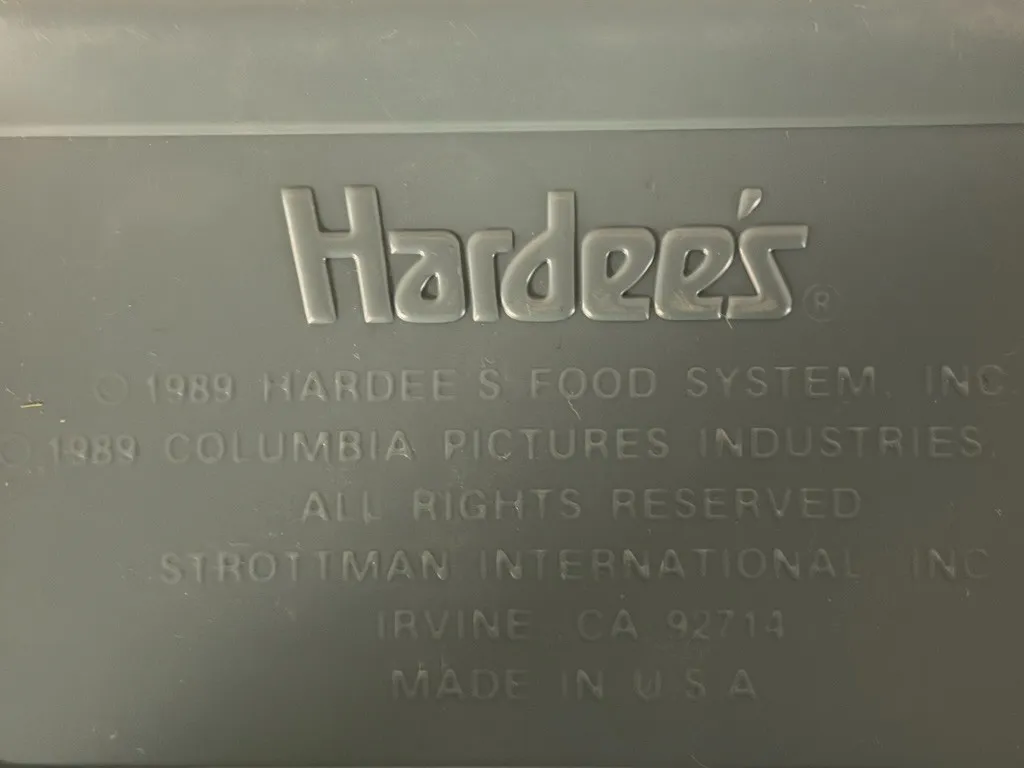 Hardee's ®
© 1989 HARDEE'S FOOD SYSTEM, INC.
© 1989 COLUMBIA PICTURES INDUSTRIES,
ALL RIGHTS RESERVED
STROTTMAN INTERNATIONAL, INC
IRVINE, CA 92714
MADE IN U.S.A